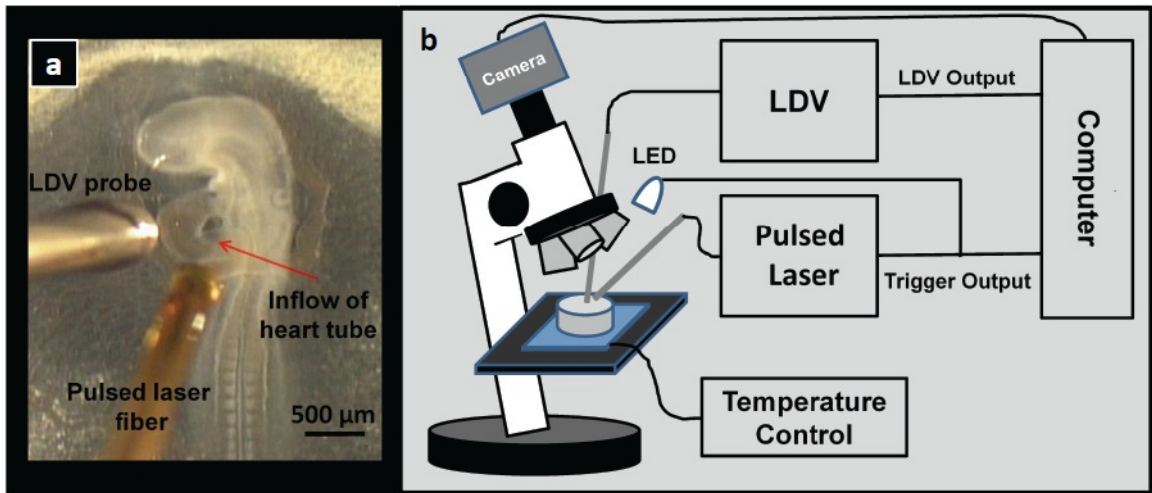 a
LDV probe
Inflow of
heart tube
Pulsed laser
fiber
500 µm
b
Camera
LDV
LDV Output
Computer
LED
Pulsed
Laser
Trigger Output
Temperature
Control